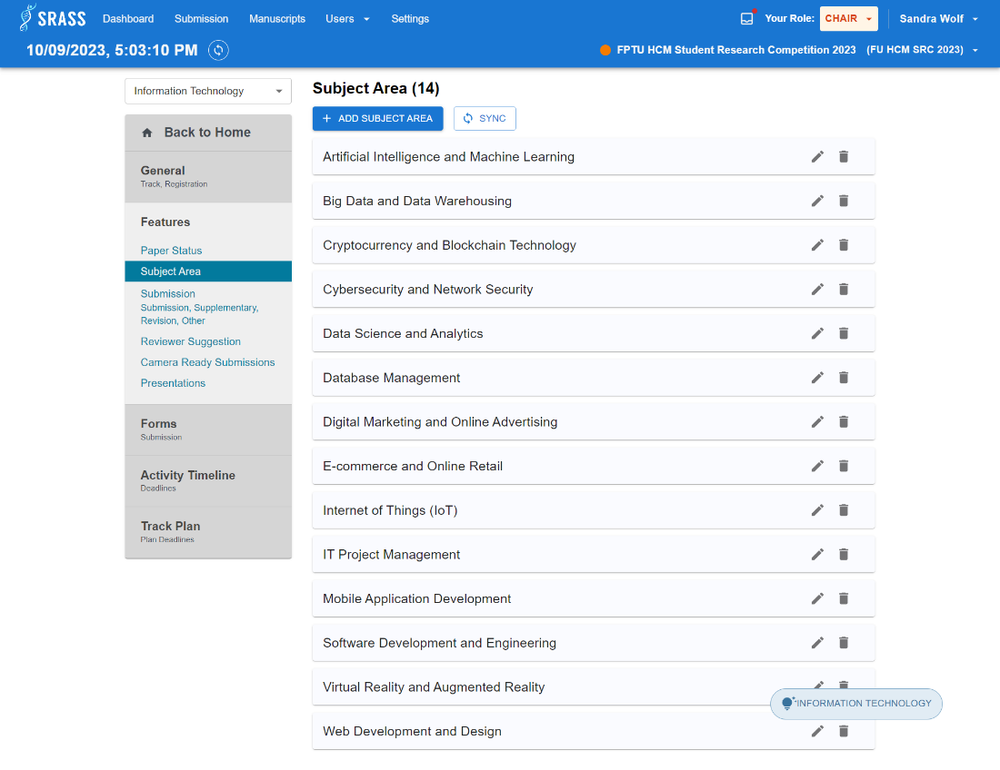 SRASS
Dashboard
Submission
Manuscripts
Users
Settings
Your Role:
CHAIR
Sandra Wolf
10/09/2023, 5:03:10 PM
FPTU HCM Student Research Competition 2023 (FU HCM SRC 2023)
Information Technology
Back to Home
General
Track, Registration
Features
Paper Status
Subject Area
Submission
Submission, Supplementary,
Revision, Other
Reviewer Suggestion
Camera Ready Submissions
Presentations
Forms
Submission
Activity Timeline
Deadlines
Track Plan
Plan Deadlines
Subject Area (14)
+ ADD SUBJECT AREA
SYNC
Artificial Intelligence and Machine Learning
Big Data and Data Warehousing
Cryptocurrency and Blockchain Technology
Cybersecurity and Network Security
Data Science and Analytics
Database Management
Digital Marketing and Online Advertising
E-commerce and Online Retail
Internet of Things (IoT)
IT Project Management
Mobile Application Development
Software Development and Engineering
Virtual Reality and Augmented Reality
INFORMATION TECHNOLOGY
Web Development and Design